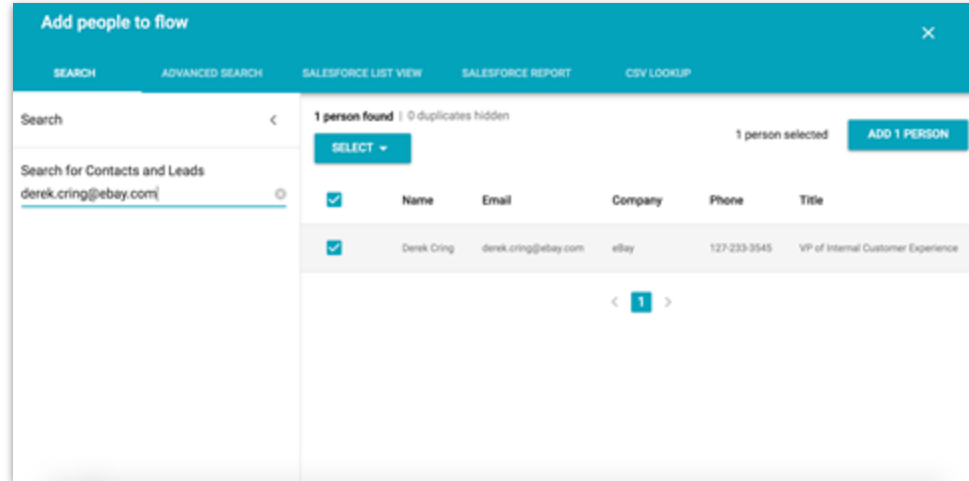 Add people to flow
SEARCH ADVANCED SEARCH SALESFORCE LIST VIEW SALESFORCE REPORT CSV LOOKUP
Search
Search for Contacts and Leads
derek.cring@ebay.com
1 person found | 0 duplicates hidden
SELECT
1 person selected
ADD 1 PERSON
Name Email Company Phone Title
Derek Cring derek.cring@ebay.com eBay 127-233-3545 VP of Internal Customer Experience
< 1 >